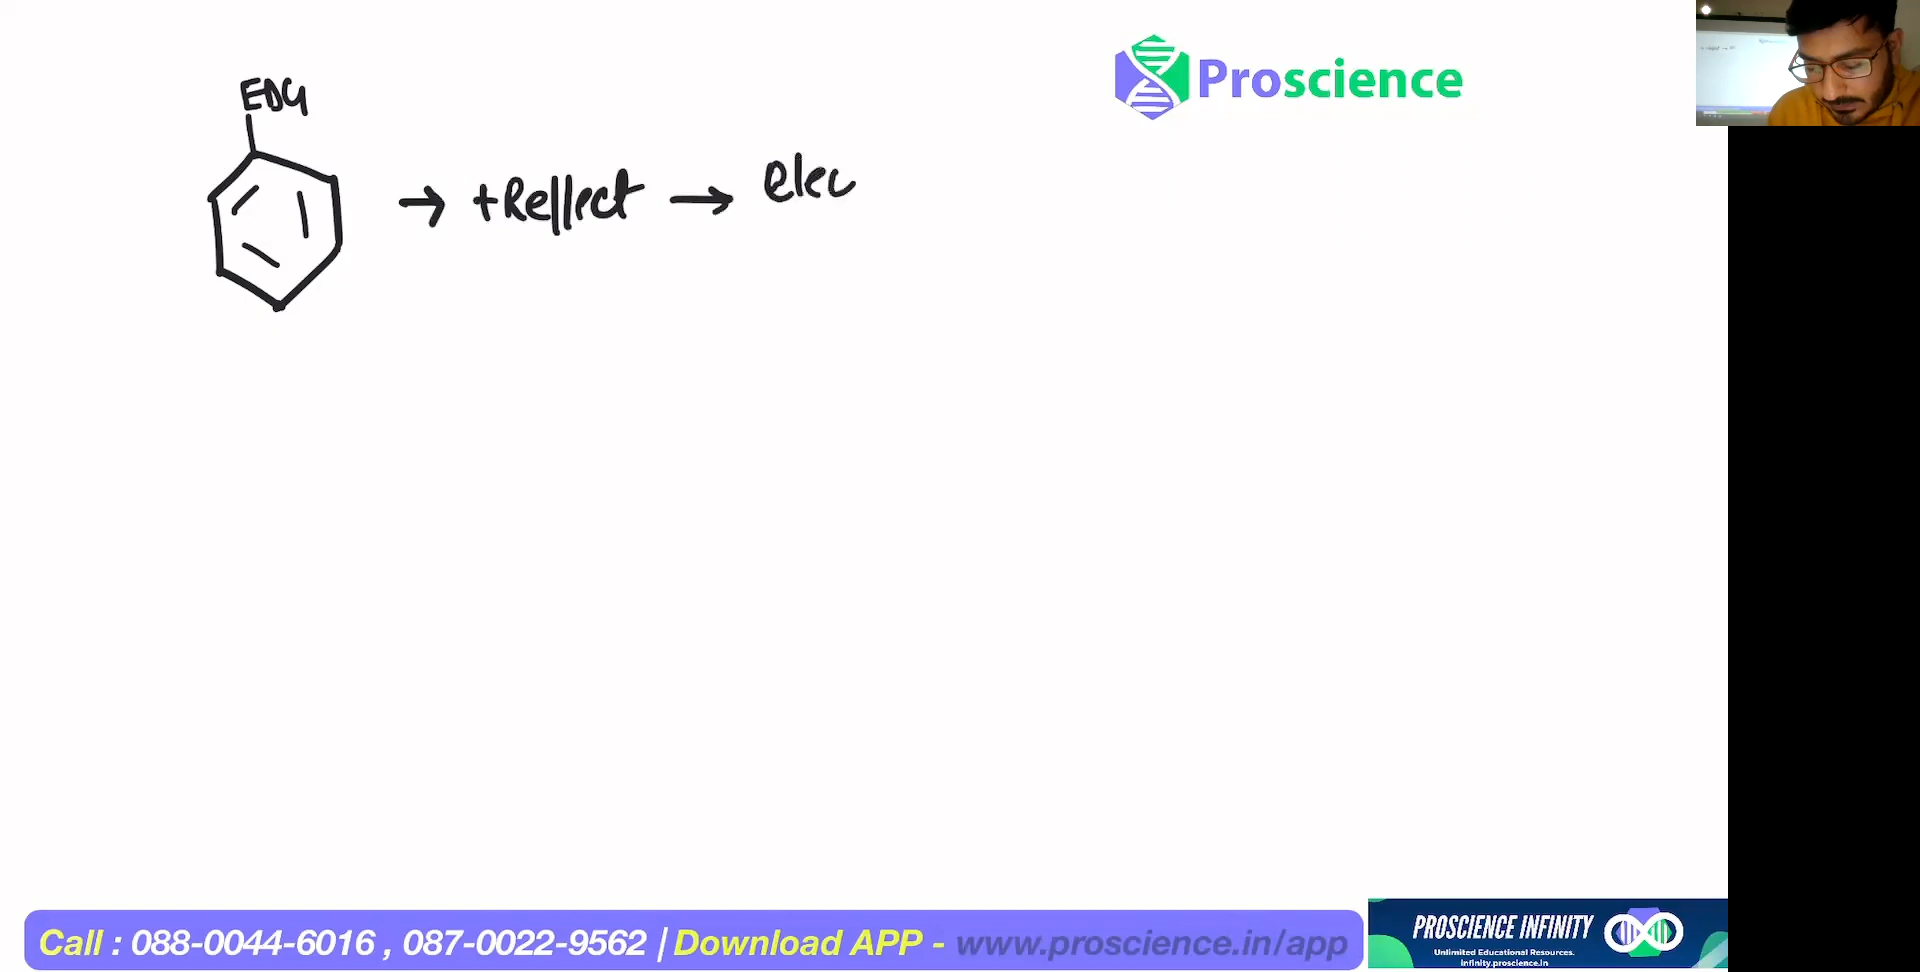 EDG
→ +Reffect → elec
Proscience
Call : 088-0044-6016 , 087-0022-9562 | Download APP - www.proscience.in/app
PROSCIENCE INFINITY
Unlimited Educational Resources.
infinity.proscience.in